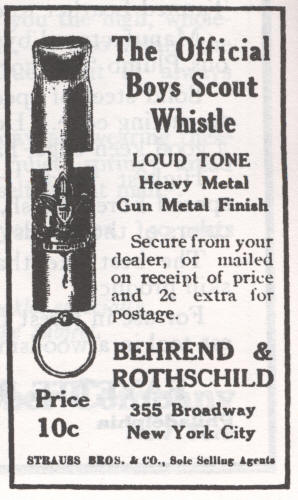 The Official
Boys Scout
Whistle
LOUD TONE
Heavy Metal
Gun Metal Finish
Secure from your
dealer, or mailed
on receipt of price
and 2c extra for
postage.
BEHREND &
ROTHSCHILD
355 Broadway
New York City
Price
10c
STRAUSS BROS. & CO., Sole Selling Agents